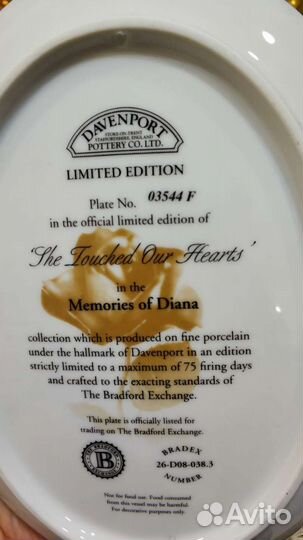 DAVENPORT
STOKE-ON-TRENT
STAFFORDSHIRE, ENGLAND
POTTERY CO. LTD.
LIMITED EDITION
Plate No. 03544 F
in the official limited edition of
'She Touched Our Hearts'
in the
Memories of Diana
collection which is produced on fine porcelain
under the hallmark of Davenport in an edition
strictly limited to a maximum of 75 firing days
and crafted to the exacting standards of
The Bradford Exchange.
This plate is officially listed for
trading on The Bradford Exchange.
THE BRADFORD
B
EXCHANGE
BRADEX
26-D08-038.3
NUMBER
Not for food use. Food consumed
from this vessel may be harmful.
For decorative purposes only.
Avito